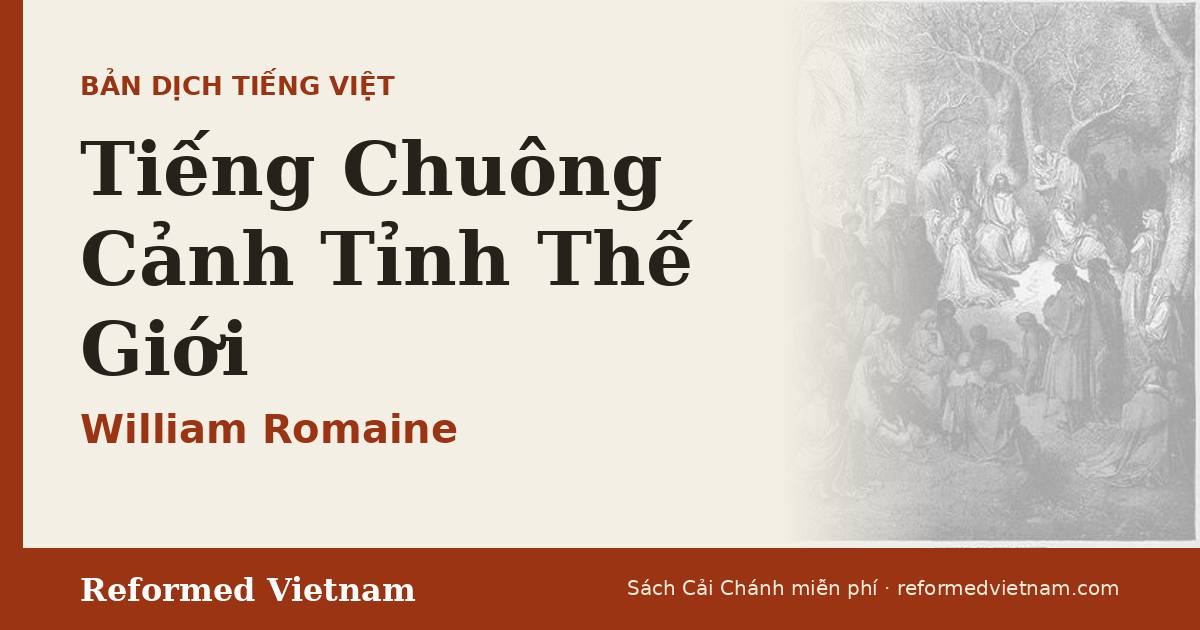 BẢN DỊCH TIẾNG VIỆT
Tiếng Chuông
Cảnh Tỉnh Thế
Giới
William Romaine
Reformed Vietnam
Sách Cải Chánh miễn phí · reformedvietnam.com